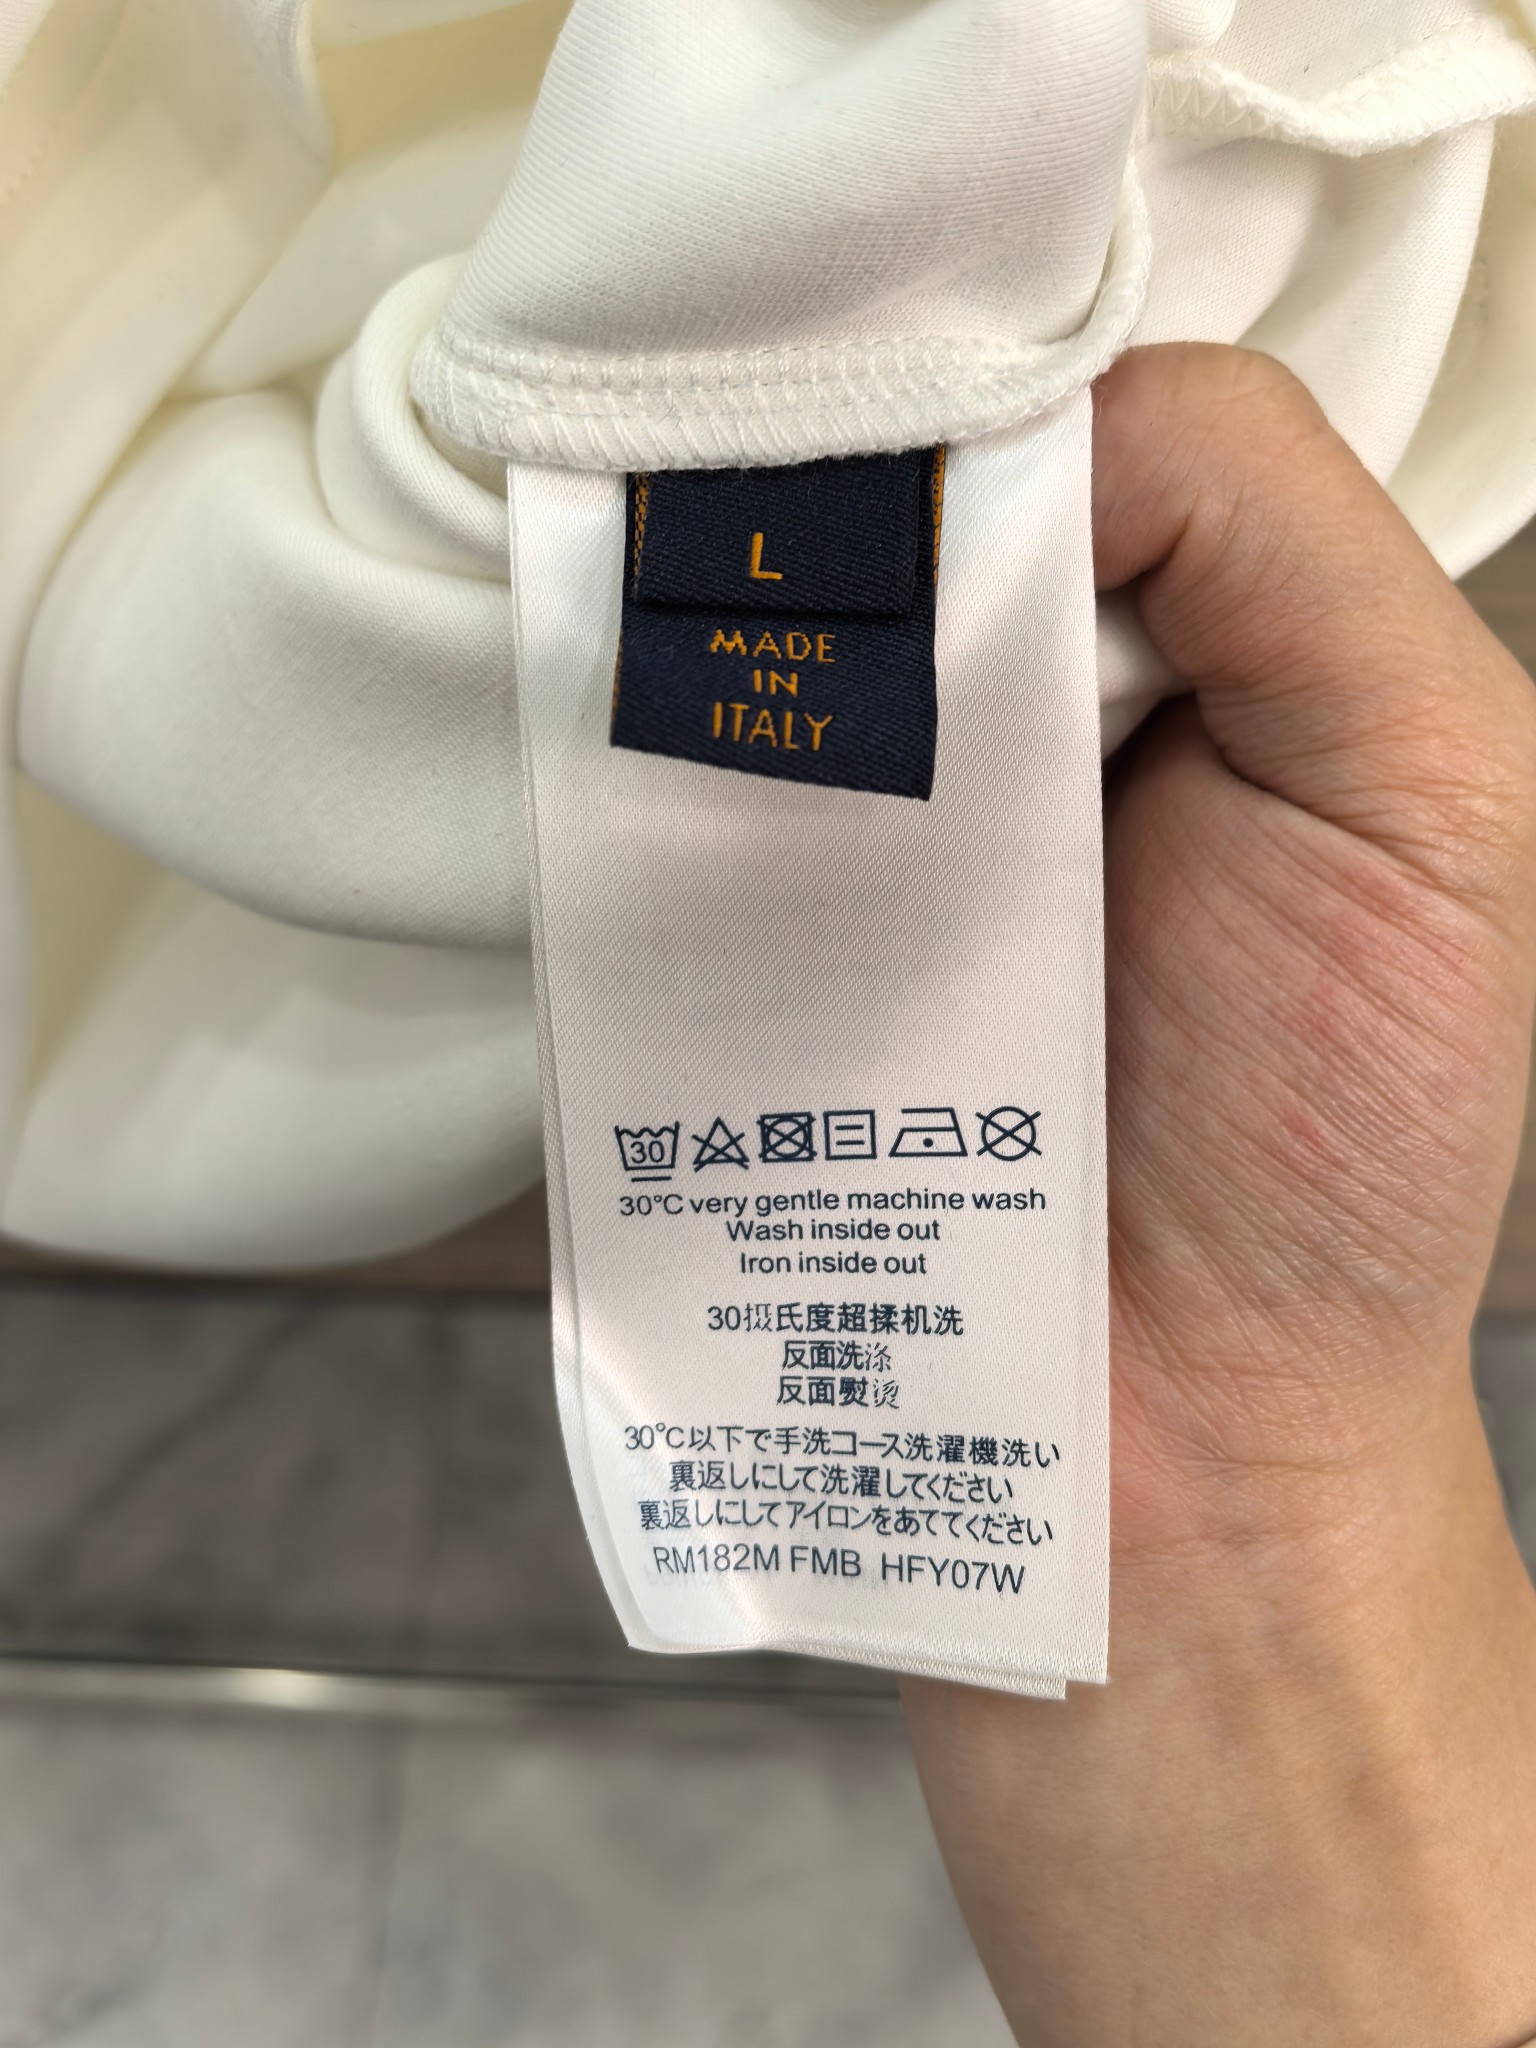 L
MADE
IN
ITALY
30
30°C very gentle machine wash
Wash inside out
Iron inside out
30摄氏度超揉机洗
反面洗涤
反面熨烫
30°C以下で手洗コース洗濯機洗い
裏返しにして洗濯してください
裏返しにしてアイロンをあててください
RM182M FMB HFY07W